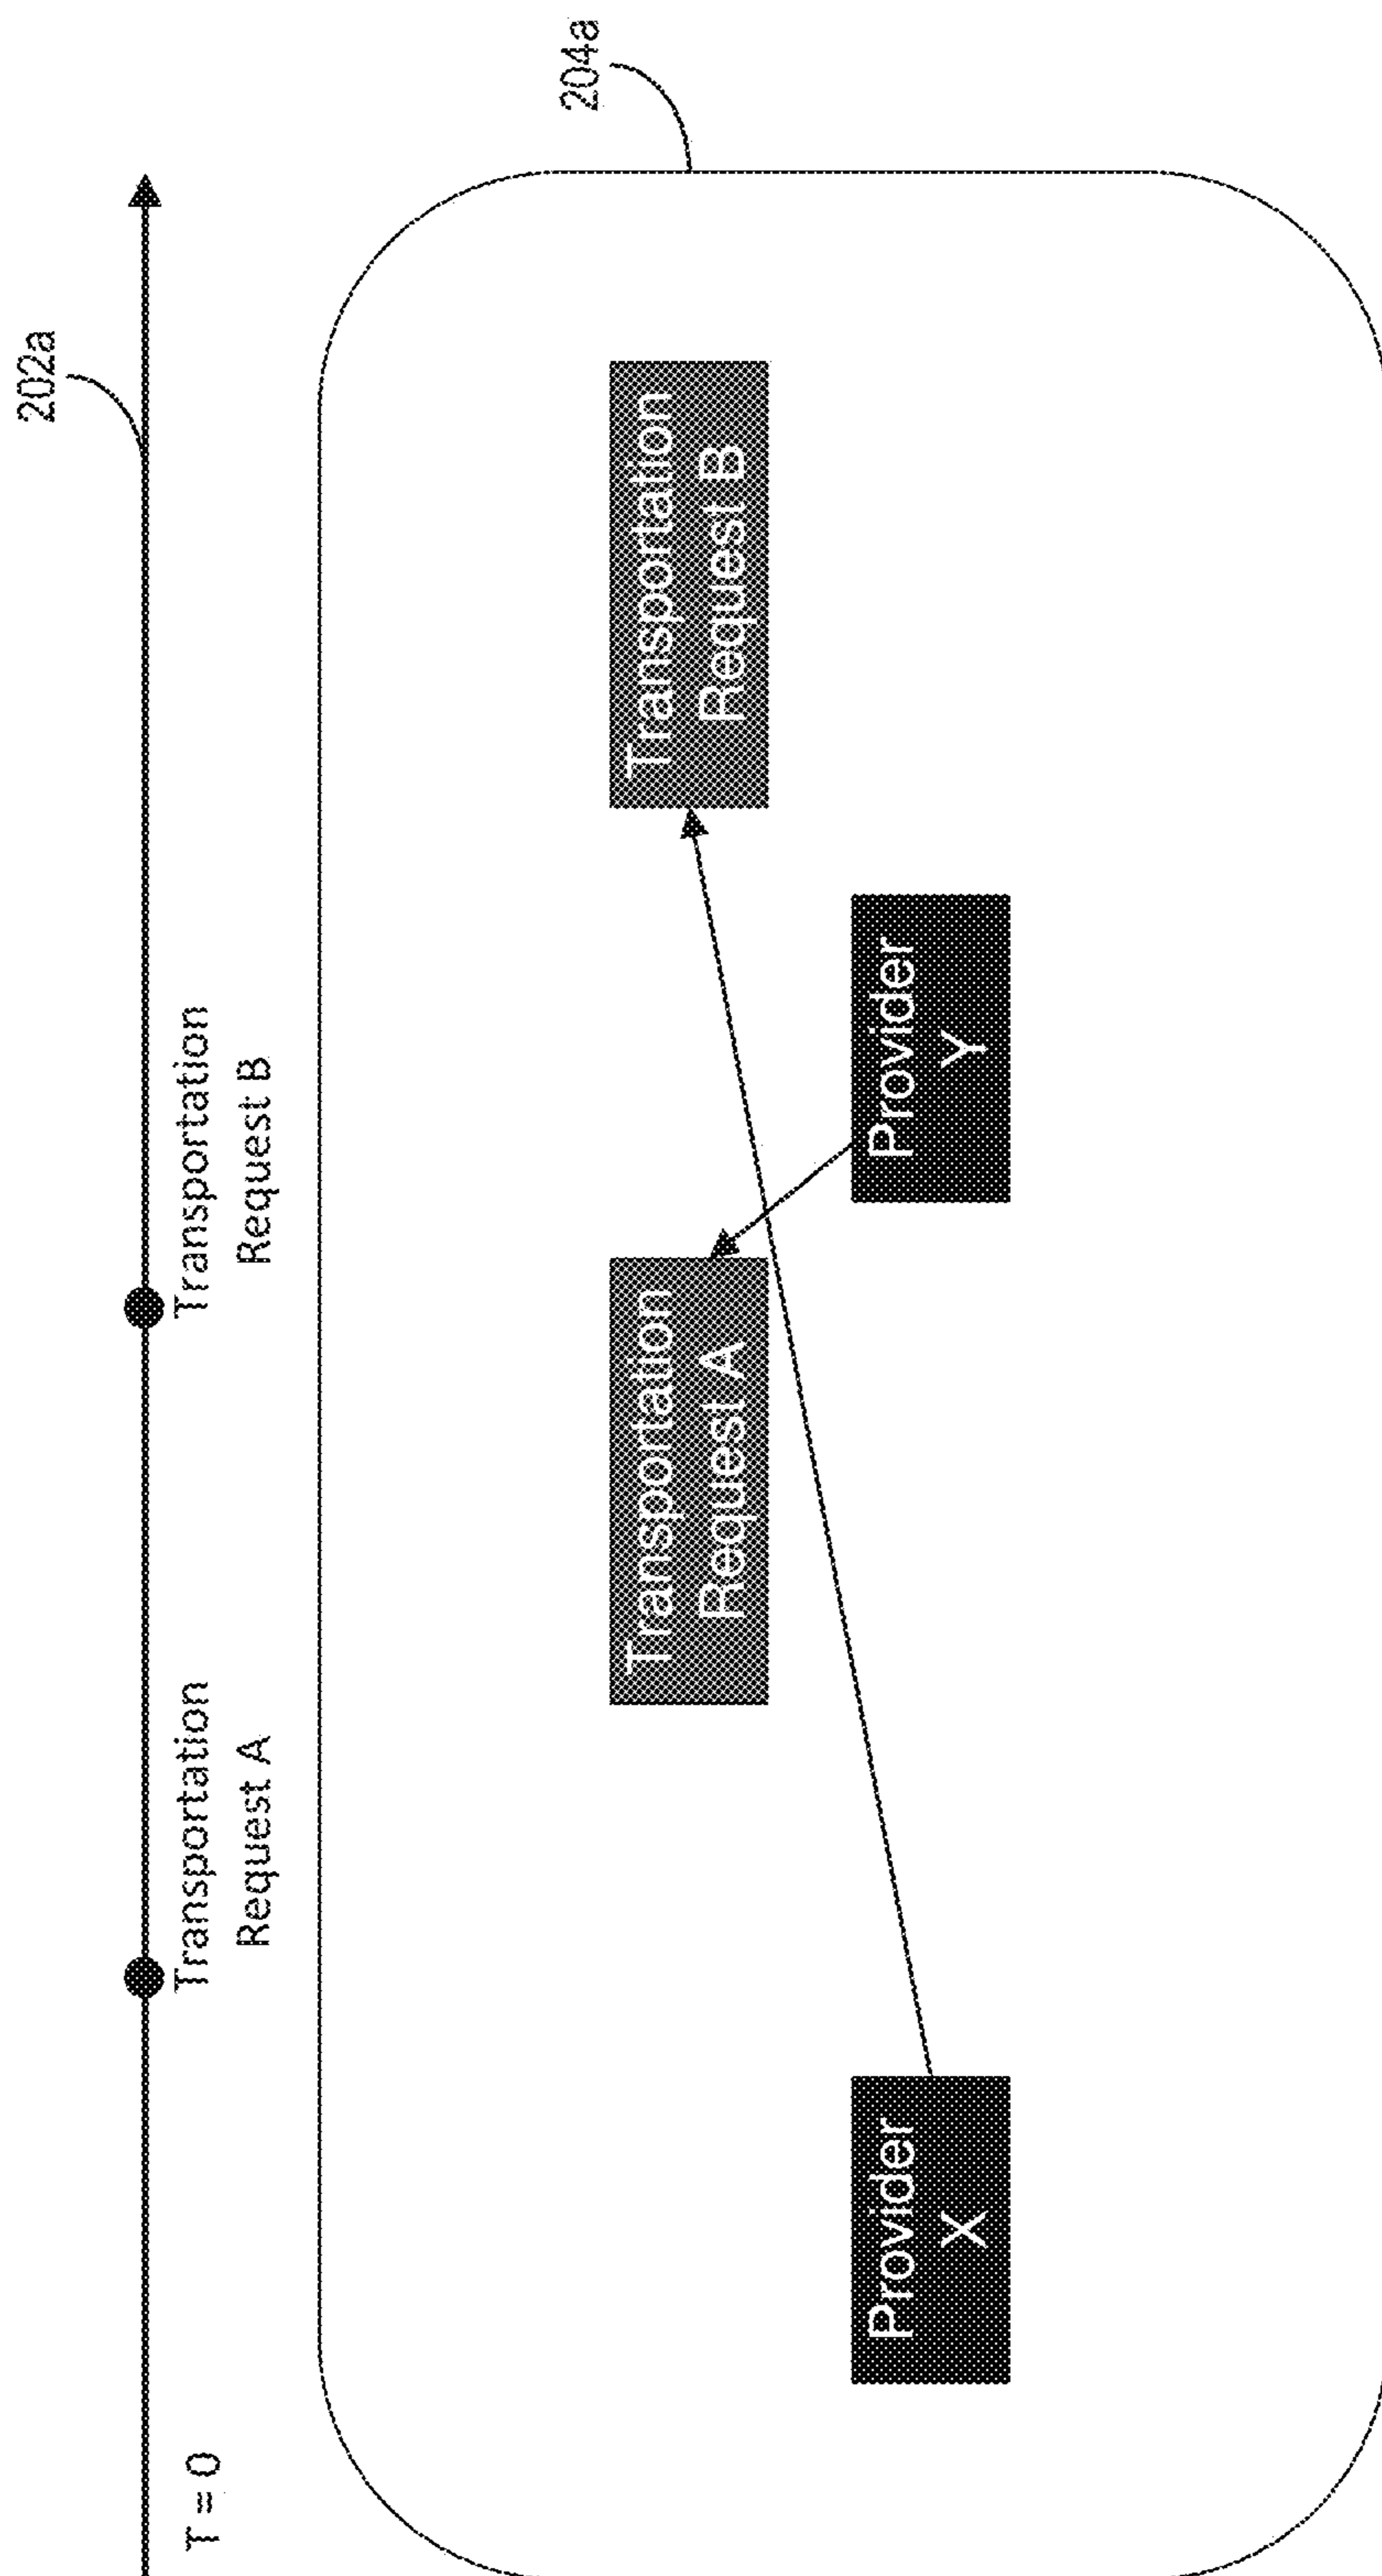 202a
T = 0
Transportation
Request A
Transportation
Request B
204a
Transportation
Request A
Transportation
Request B
Provider
X
Provider
Y